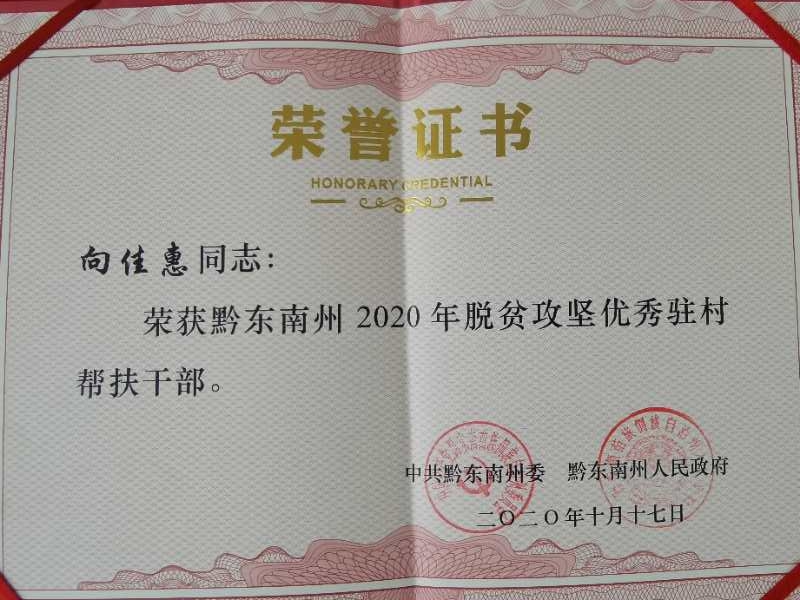 荣誉证书
HONORARY CREDENTIAL
向佳惠同志：
荣获黔东南州2020年脱贫攻坚优秀驻村
帮扶干部。
中共黔东南州委 黔东南州人民政府
二〇二〇年十月十七日